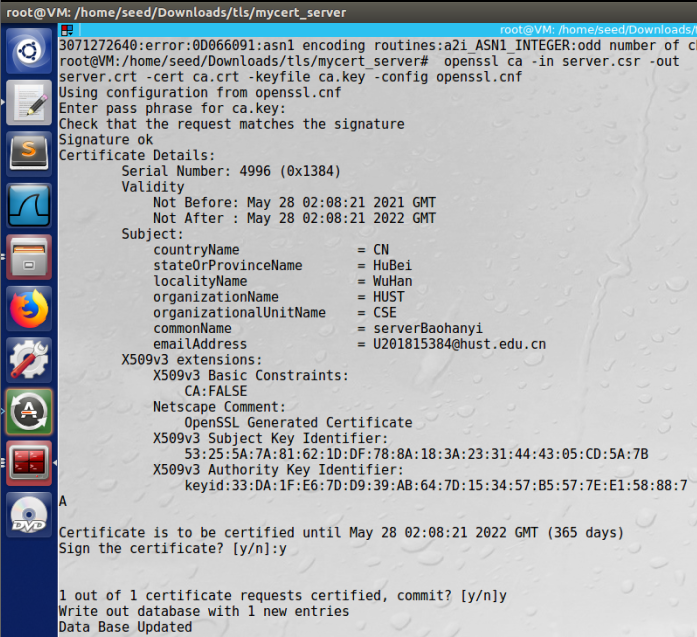 root@VM: /home/seed/Downloads/tls/mycert_server
root@VM: /home/seed/Downloads/tls/mycert_
3071272640:error:0D066091:asn1 encoding routines:a2i_ASN1_INTEGER:odd number of
root@VM:/home/seed/Downloads/tls/mycert_server# openssl ca -in server.csr -out
server.crt -cert ca.crt -keyfile ca.key -config openssl.cnf
Using configuration from openssl.cnf
Enter pass phrase for ca.key:
Check that the request matches the signature
Signature ok
Certificate Details:
Serial Number: 4996 (0x1384)
Validity
Not Before: May 28 02:08:21 2021 GMT
Not After : May 28 02:08:21 2022 GMT
Subject:
countryName = CN
stateOrProvinceName = HuBei
localityName = WuHan
organizationName = HUST
organizationalUnitName = CSE
commonName = serverBaohanyi
emailAddress = U201815384@hust.edu.cn
X509v3 extensions:
X509v3 Basic Constraints:
CA:FALSE
Netscape Comment:
OpenSSL Generated Certificate
X509v3 Subject Key Identifier:
53:25:5A:7A:81:62:1D:DF:78:8A:18:3A:23:31:44:43:05:CD:5A:7B
X509v3 Authority Key Identifier:
keyid:33:DA:1F:E6:7D:D9:39:AB:64:7D:15:34:57:B5:57:7E:E1:58:88:7
A
Certificate is to be certified until May 28 02:08:21 2022 GMT (365 days)
Sign the certificate? [y/n]:y
1 out of 1 certificate requests certified, commit? [y/n]y
Write out database with 1 new entries
Data Base Updated